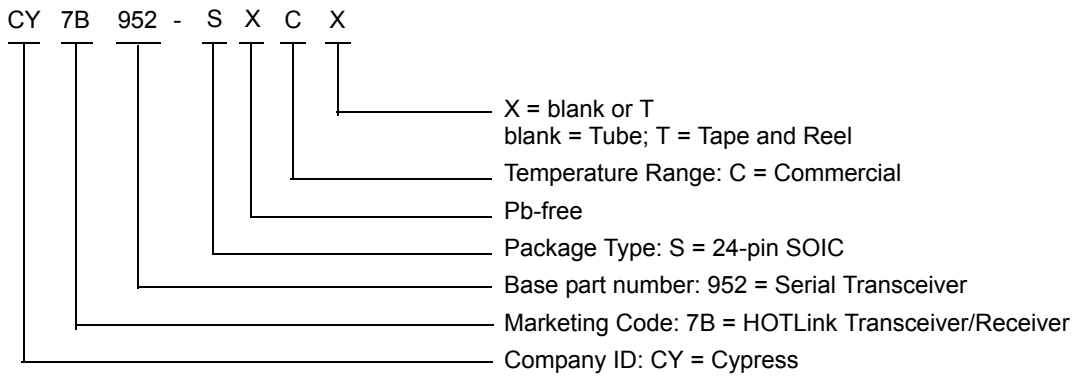 CY 7B 952 - S X C X
X = blank or T
blank = Tube; T = Tape and Reel
Temperature Range: C = Commercial
Pb-free
Package Type: S = 24-pin SOIC
Base part number: 952 = Serial Transceiver
Marketing Code: 7B = HOTLink Transceiver/Receiver
Company ID: CY = Cypress